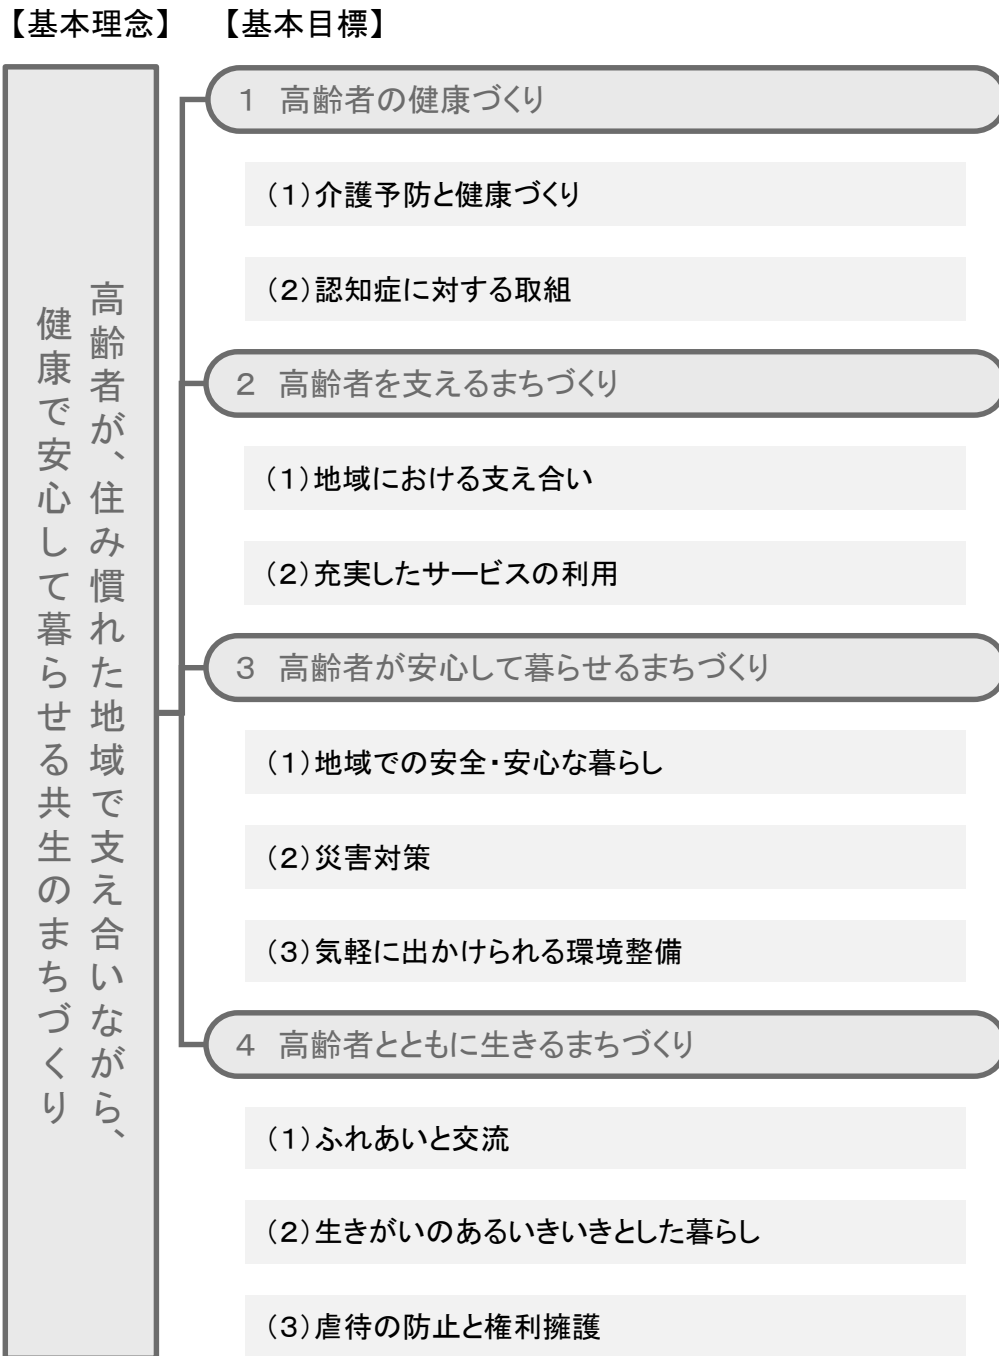 【基本理念】 【基本目標】
高齢者が、住み慣れた地域で支え合いながら、
健康で安心して暮らせる共生のまちづくり
1 高齢者の健康づくり
（１）介護予防と健康づくり
（２）認知症に対する取組
2 高齢者を支えるまちづくり
（１）地域における支え合い
（２）充実したサービスの利用
3 高齢者が安心して暮らせるまちづくり
（１）地域での安全・安心な暮らし
（２）災害対策
（３）気軽に出かけられる環境整備
4 高齢者とともに生きるまちづくり
（１）ふれあいと交流
（２）生きがいのあるいきいきとした暮らし
（３）虐待の防止と権利擁護